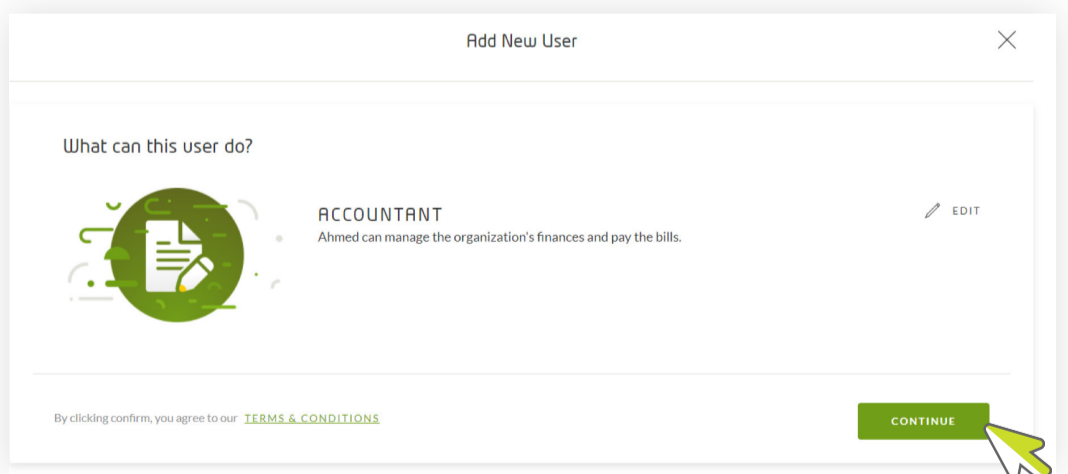 Add New User
What can this user do?
ACCOUNTANT
EDIT
Ahmed can manage the organization's finances and pay the bills.
By clicking confirm, you agree to our TERMS & CONDITIONS
CONTINUE